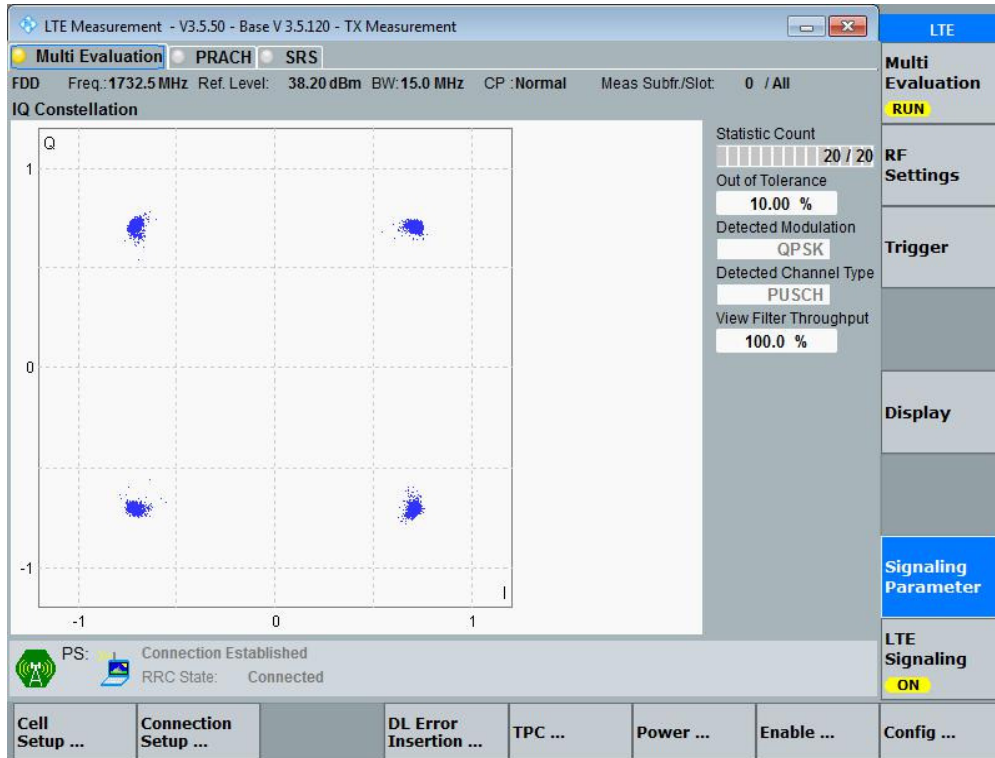 LTE Measurement - V3.5.50 - Base V 3.5.120 - TX Measurement
LTE
Multi Evaluation PRACH SRS
FDD Freq.:1732.5 MHz Ref. Level: 38.20 dBm BW:15.0 MHz CP :Normal Meas Subfr./Slot: 0 / All
IQ Constellation
Q
1
0
-1
-1 0 1
I
Statistic Count
20 / 20
Out of Tolerance
10.00 %
Detected Modulation
QPSK
Detected Channel Type
PUSCH
View Filter Throughput
100.0 %
Multi
Evaluation
RUN
RF
Settings
Trigger
Display
Signaling
Parameter
LTE
Signaling
ON
PS: Connection Established
RRC State: Connected
Cell
Setup ...
Connection
Setup ...
DL Error
Insertion ...
TPC ...
Power ...
Enable ...
Config ...